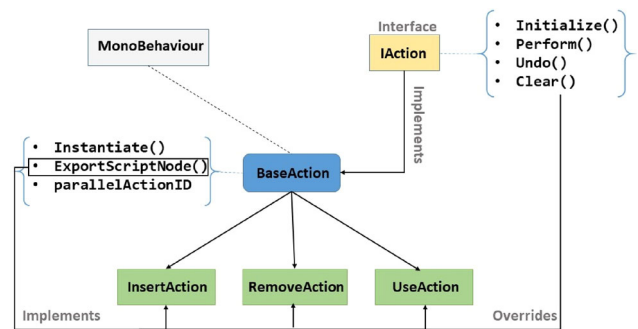 Interface
MonoBehaviour
IAction
• Initialize()
• Perform()
• Undo()
• Clear()
Implements
• Instantiate()
• ExportScriptNode()
• parallelActionID
BaseAction
InsertAction
RemoveAction
UseAction
Implements
Overrides